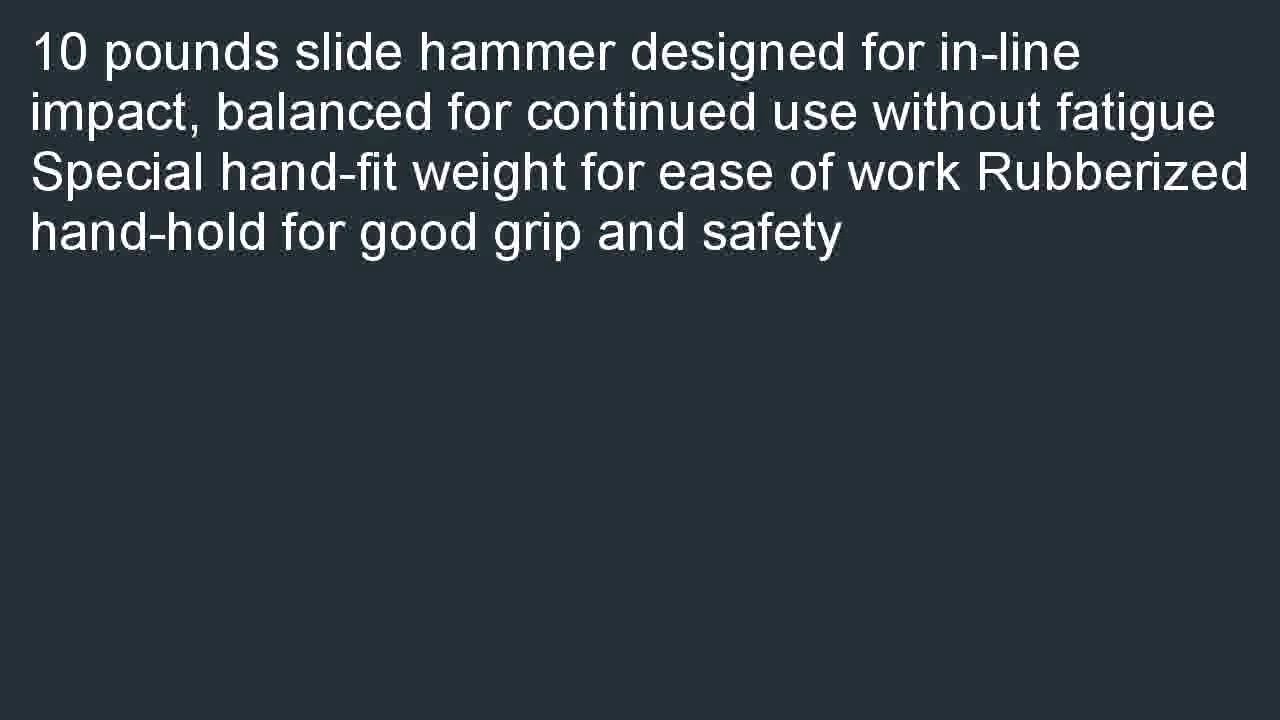 10 pounds slide hammer designed for in-line
impact, balanced for continued use without fatigue
Special hand-fit weight for ease of work Rubberized
hand-hold for good grip and safety